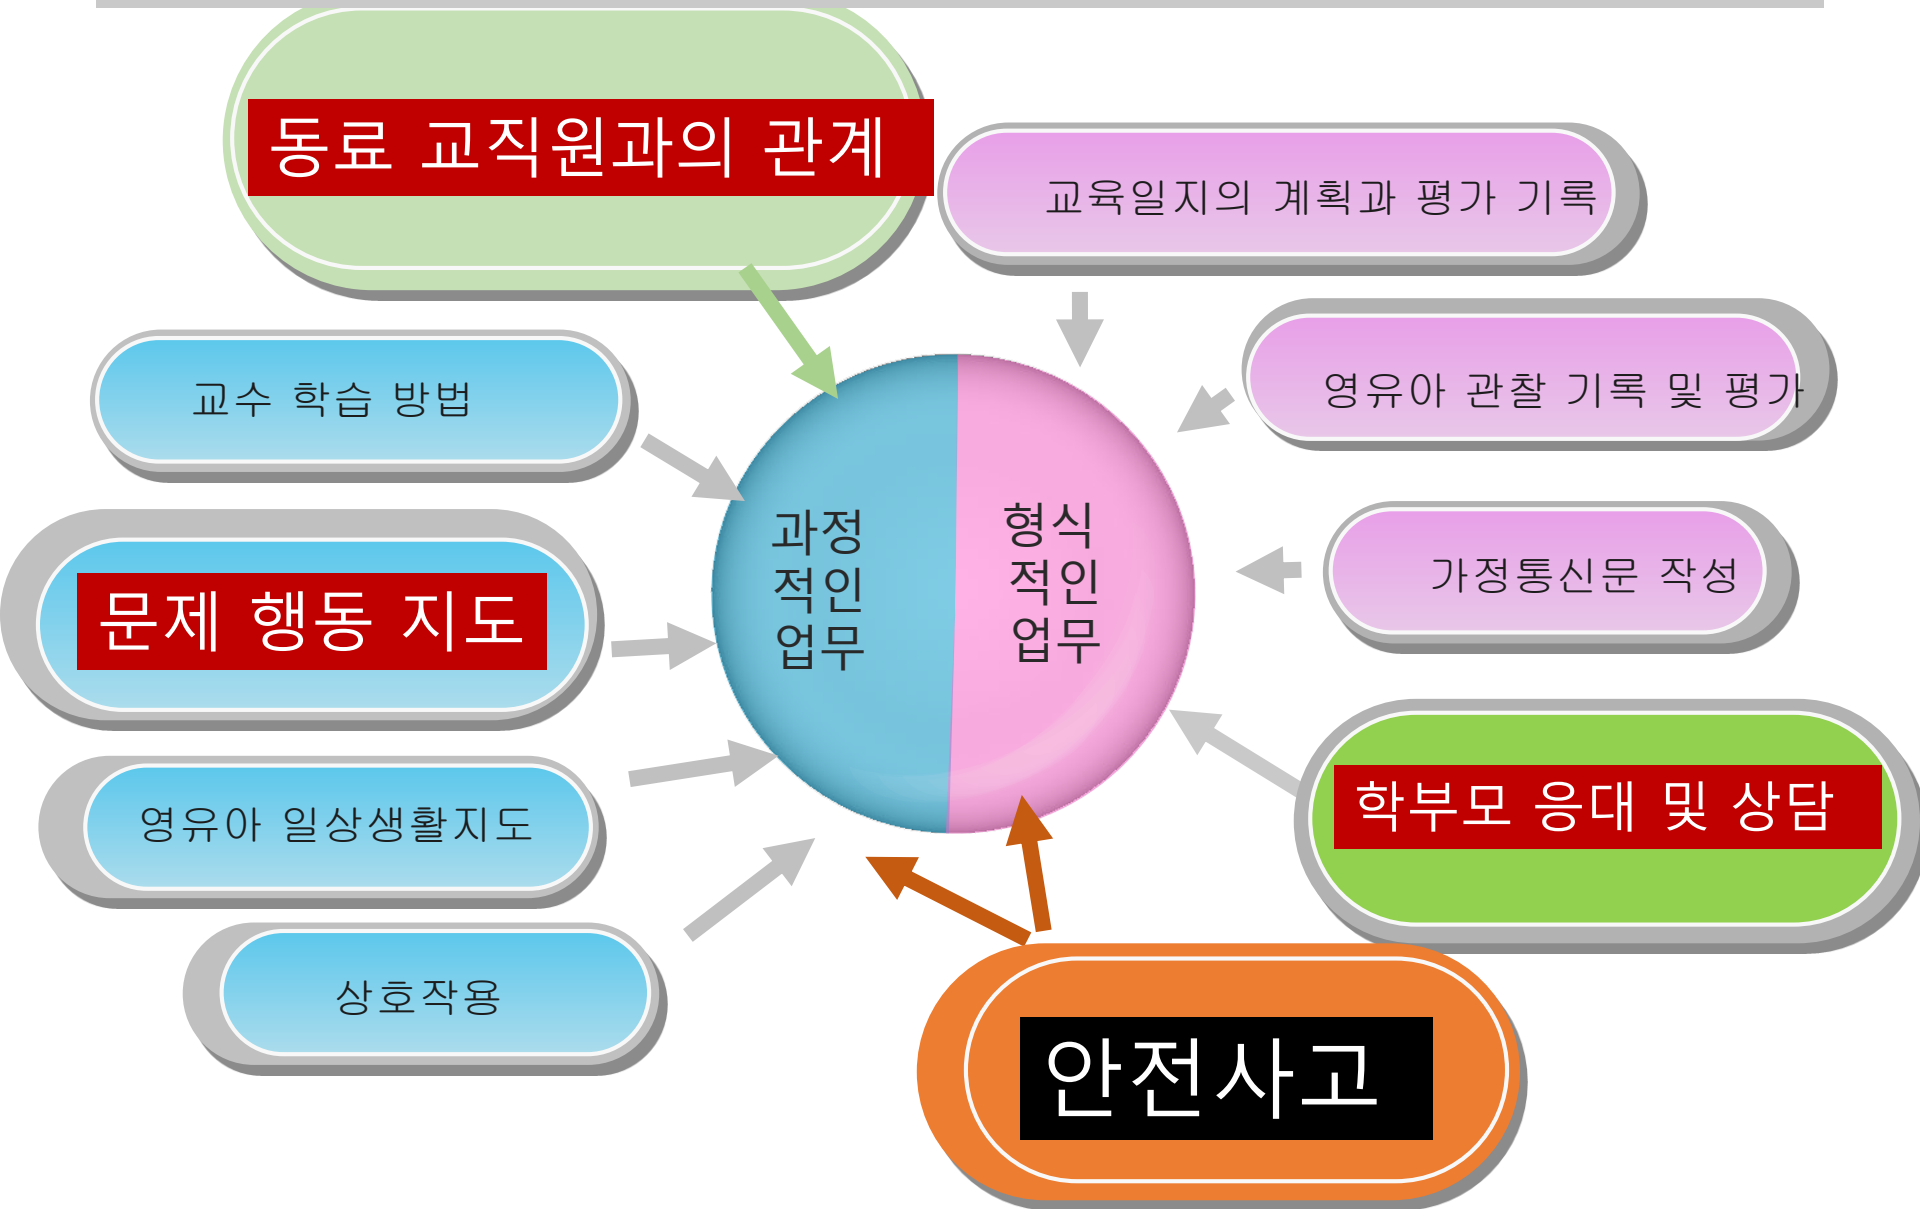 동료 교직원과의 관계
교육일지의 계획과 평가 기록
교수 학습 방법
영유아 관찰 기록 및 평가
과정
적인
업무
형식
적인
업무
가정통신문 작성
문제 행동 지도
영유아 일상생활지도
학부모 응대 및 상담
상호작용
안전사고